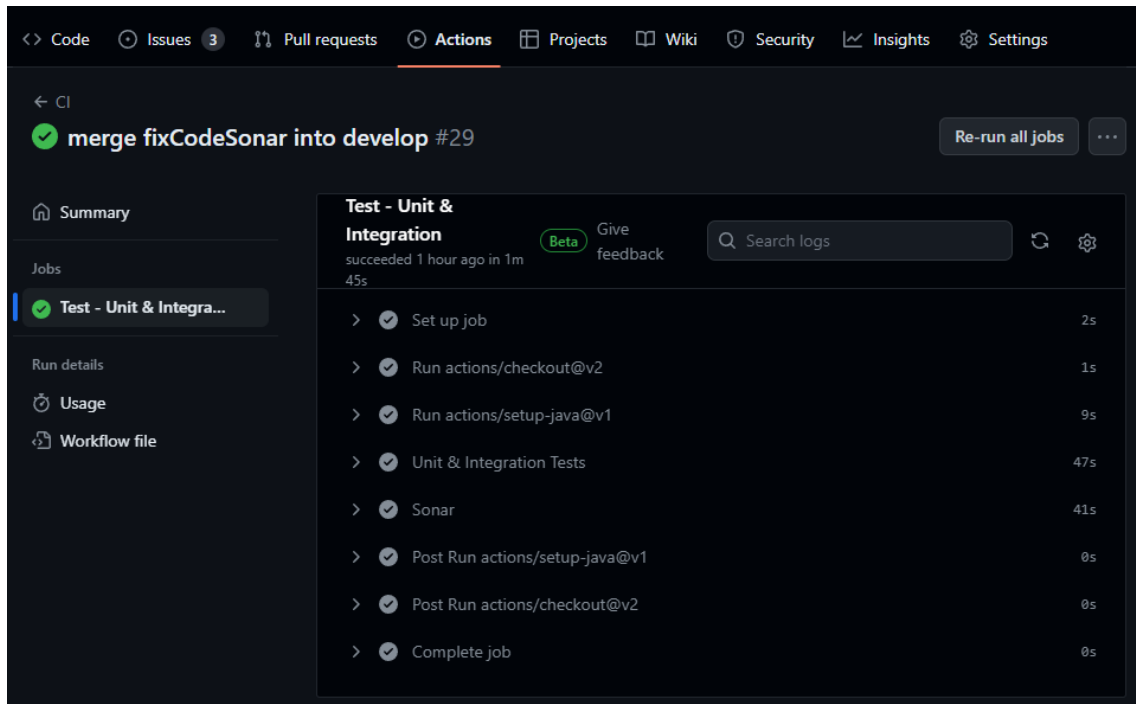 Code Issues 3 Pull requests Actions Projects Wiki Security Insights Settings
← CI
merge fixCodeSonar into develop #29
Re-run all jobs ...
Summary
Jobs
Test - Unit & Integra...
Run details
Usage
Workflow file
Test - Unit &
Integration
succeeded 1 hour ago in 1m
45s
Beta
Give
feedback
Search logs
Set up job 2s
Run actions/checkout@v2 1s
Run actions/setup-java@v1 9s
Unit & Integration Tests 47s
Sonar 41s
Post Run actions/setup-java@v1 0s
Post Run actions/checkout@v2 0s
Complete job 0s